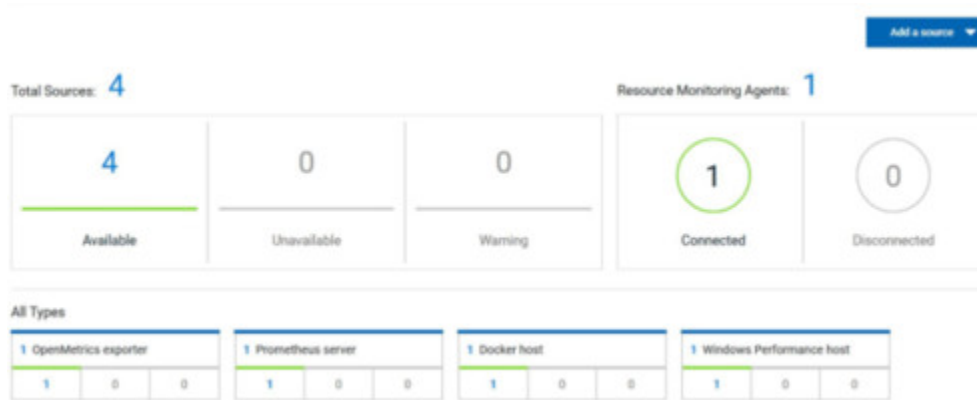 Add a source
Total Sources: 4
Resource Monitoring Agents: 1
4 0 0
Available Unavailable Warning
1 0
Connected Disconnected
All Types
1 OpenMetrics exporter
1 0 0
1 Prometheus server
1 0 0
1 Docker host
1 0 0
1 Windows Performance host
1 0 0